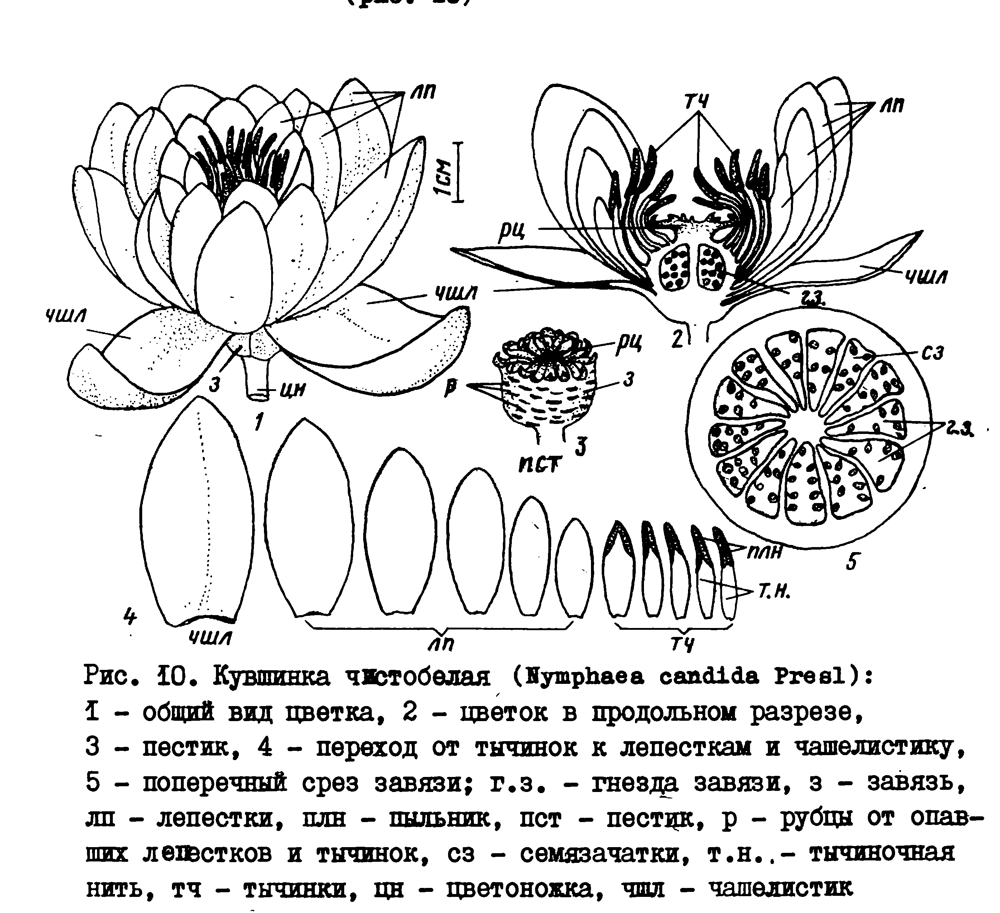 лп
тч
лп
1см
рц
чшл
чшл
чшл
г.з.
2
рц
сз
з
з
р
цн
1
г.з.
3
пст
плн
5
т.н.
4
чшл
лп
тч
Рис. 10. Кувшинка чистобелая (Nymphaea candida Presl):
1 – общий вид цветка, 2 – цветок в продольном разрезе,
3 – пестик, 4 – переход от тычинок к лепесткам и чашелистику,
5 – поперечный срез завязи; г.з. – гнезда завязи, з – завязь,
лп – лепестки, плн – пыльник, пст – пестик, р – рубцы от опав-
ших лепестков и тычинок, сз – семязачатки, т.н. – тычиночная
нить, тч – тычинки, цн – цветоножка, чшл – чашелистик